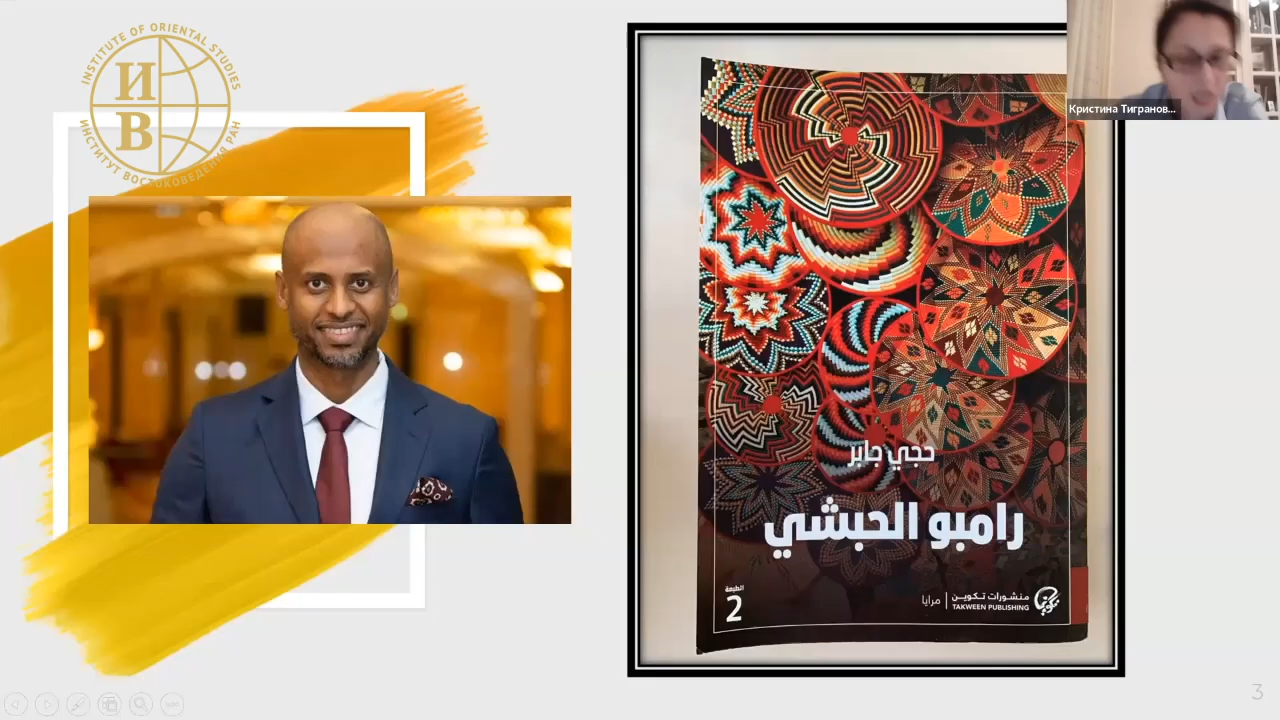 INSTITUTE OF ORIENTAL STUDIES
ИВ
ИНСТИТУТ ВОСТОКОВЕДЕНИЯ РАН
Кристина Тигранов...
حجي جابر
رامبو الحبشي
الطبعة
2
منشورات تكوين | مرايا
TAKWEEN PUBLISHING
تكوين
3